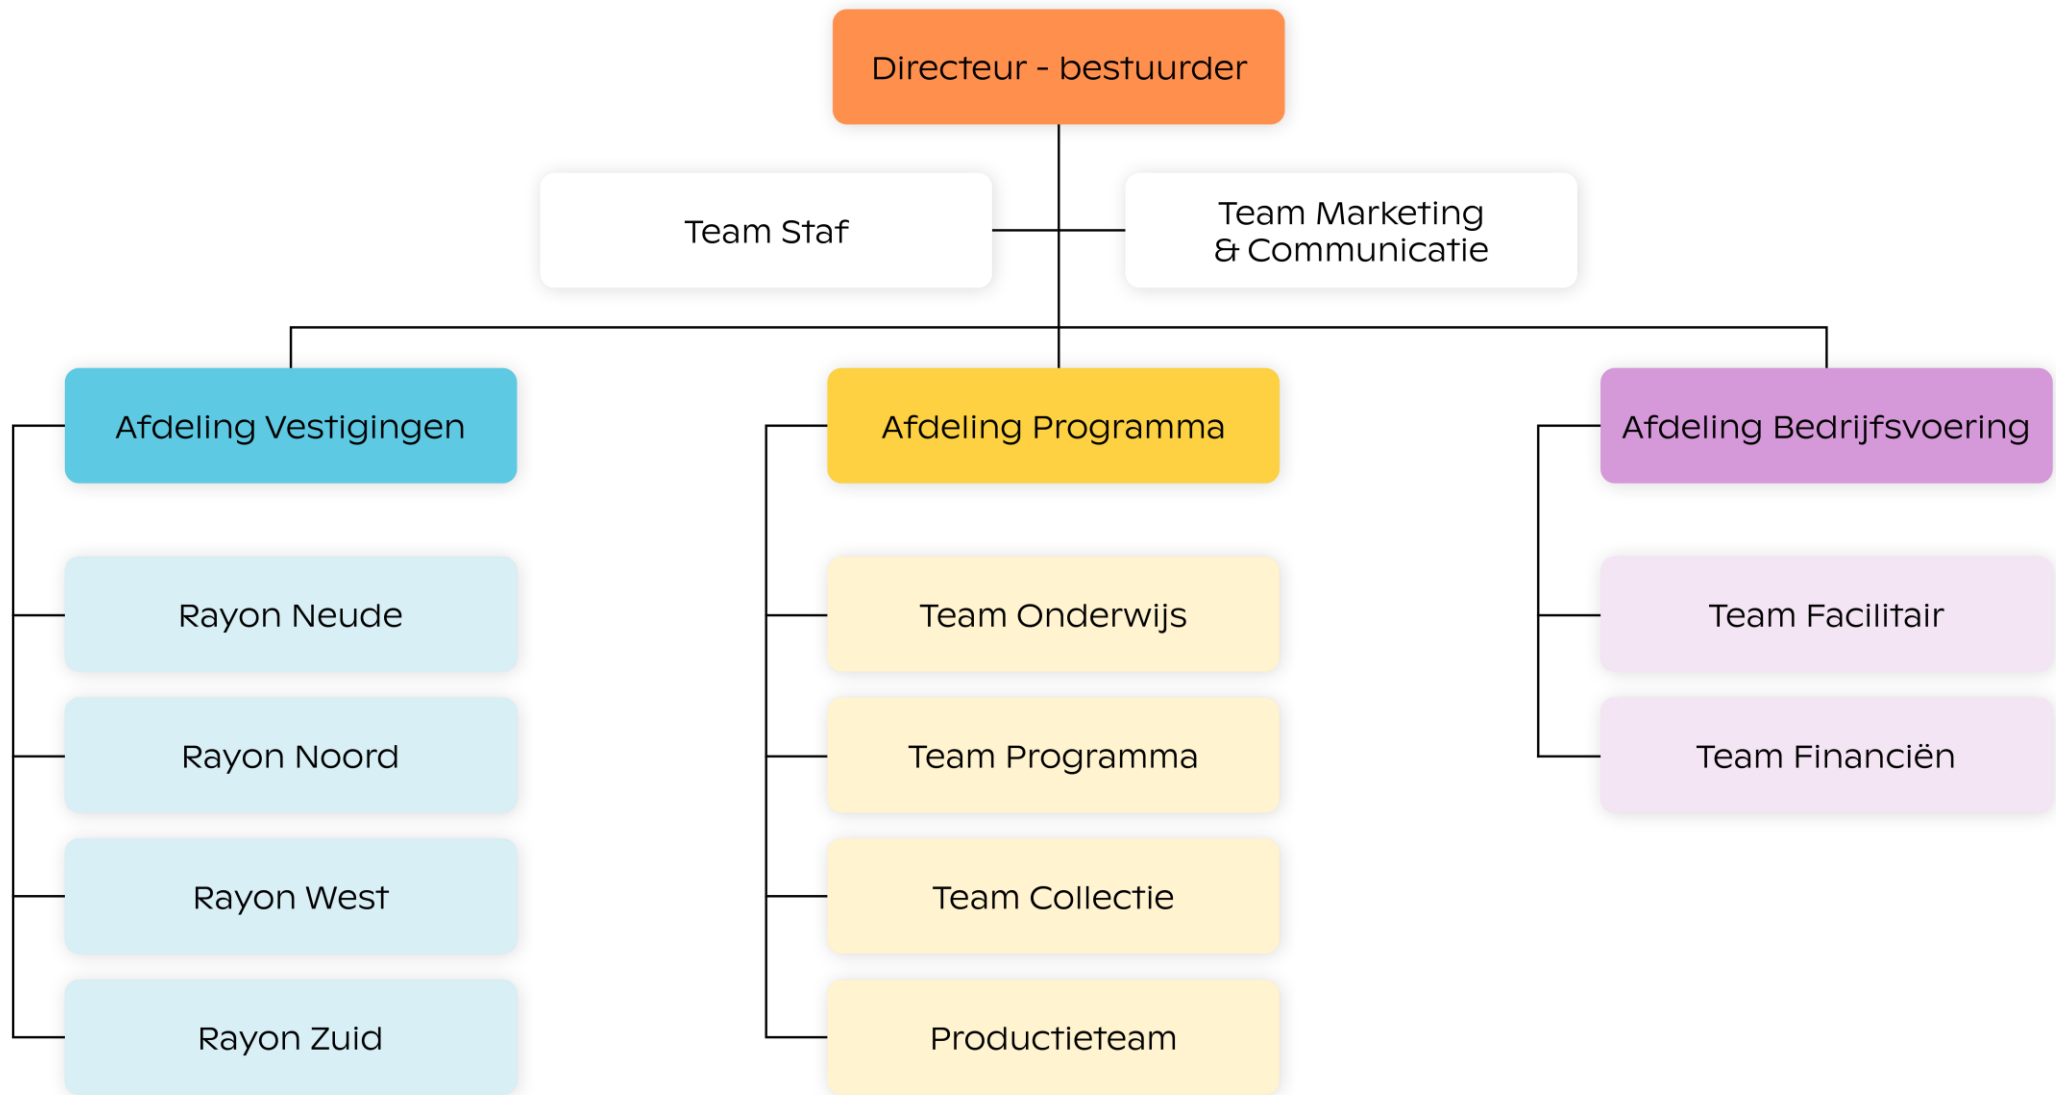 Directeur - bestuurder
Team Staf
Team Marketing
& Communicatie
Afdeling Vestigingen
Afdeling Programma
Afdeling Bedrijfsvoering
Rayon Neude
Team Onderwijs
Team Facilitair
Rayon Noord
Team Programma
Team Financiën
Rayon West
Team Collectie
Rayon Zuid
Productieteam